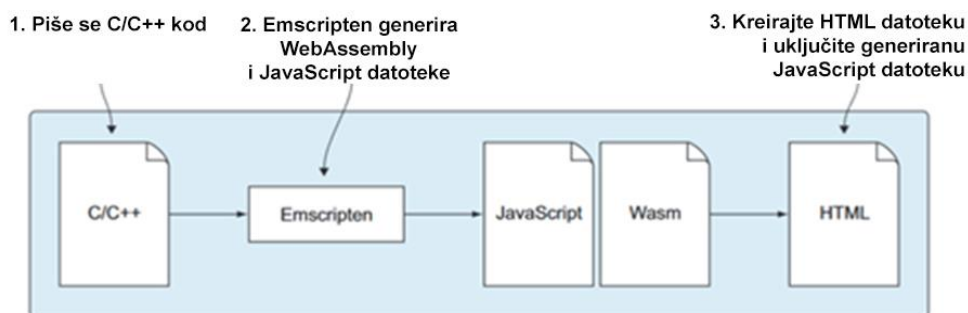 1. Piše se C/C++ kod
2. Emscripten generira
WebAssembly
i JavaScript datoteke
3. Kreirajte HTML datoteku
i uključite generiranu
JavaScript datoteku
C/C++
Emscripten
JavaScript
Wasm
HTML